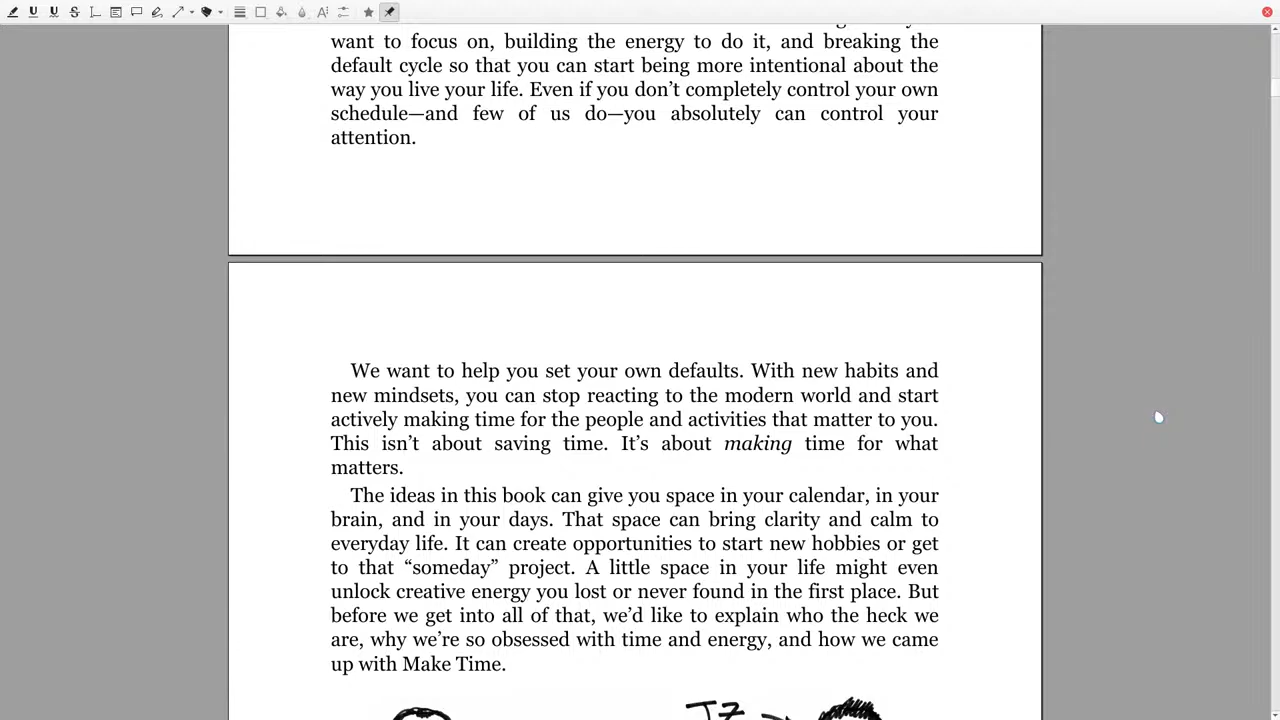 want to focus on, building the energy to do it, and breaking the
default cycle so that you can start being more intentional about the
way you live your life. Even if you don’t completely control your own
schedule—and few of us do—you absolutely can control your
attention.
We want to help you set your own defaults. With new habits and
new mindsets, you can stop reacting to the modern world and start
actively making time for the people and activities that matter to you.
This isn’t about saving time. It’s about making time for what
matters.
The ideas in this book can give you space in your calendar, in your
brain, and in your days. That space can bring clarity and calm to
everyday life. It can create opportunities to start new hobbies or get
to that “someday” project. A little space in your life might even
unlock creative energy you lost or never found in the first place. But
before we get into all of that, we’d like to explain who the heck we
are, why we’re so obsessed with time and energy, and how we came
up with Make Time.
JZ